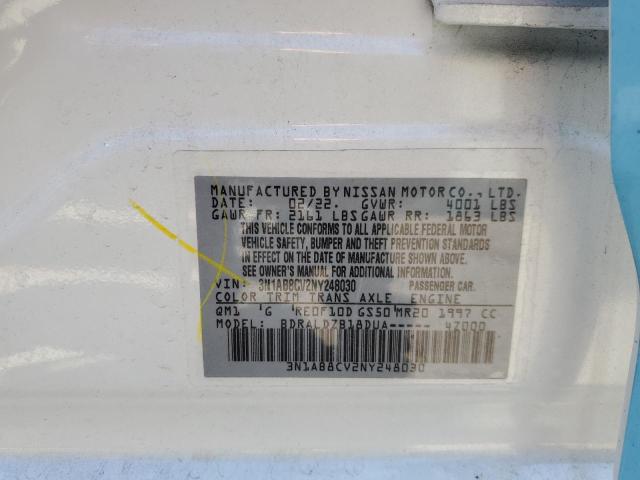 MANUFACTURED BY NISSAN MOTOR CO., LTD.
DATE: 02/22. GVWR: 4001 LBS
GAWR FR: 2161 LBS GAWR RR: 1863 LBS
THIS VEHICLE CONFORMS TO ALL APPLICABLE FEDERAL MOTOR
VEHICLE SAFETY, BUMPER AND THEFT PREVENTION STANDARDS
IN EFFECT ON THE DATE OF MANUFACTURE SHOWN ABOVE.
SEE OWNER'S MANUAL FOR ADDITIONAL INFORMATION.
VIN: 3N1AB8CV2NY248030 PASSENGER CAR.
COLOR TRIM TRANS AXLE ENGINE
QM1 'G 'RE0F10D GS50'MR20 1997 CC
MODEL: BDRALDZB18DUA----- 4Z000
3N1AB8CV2NY248030